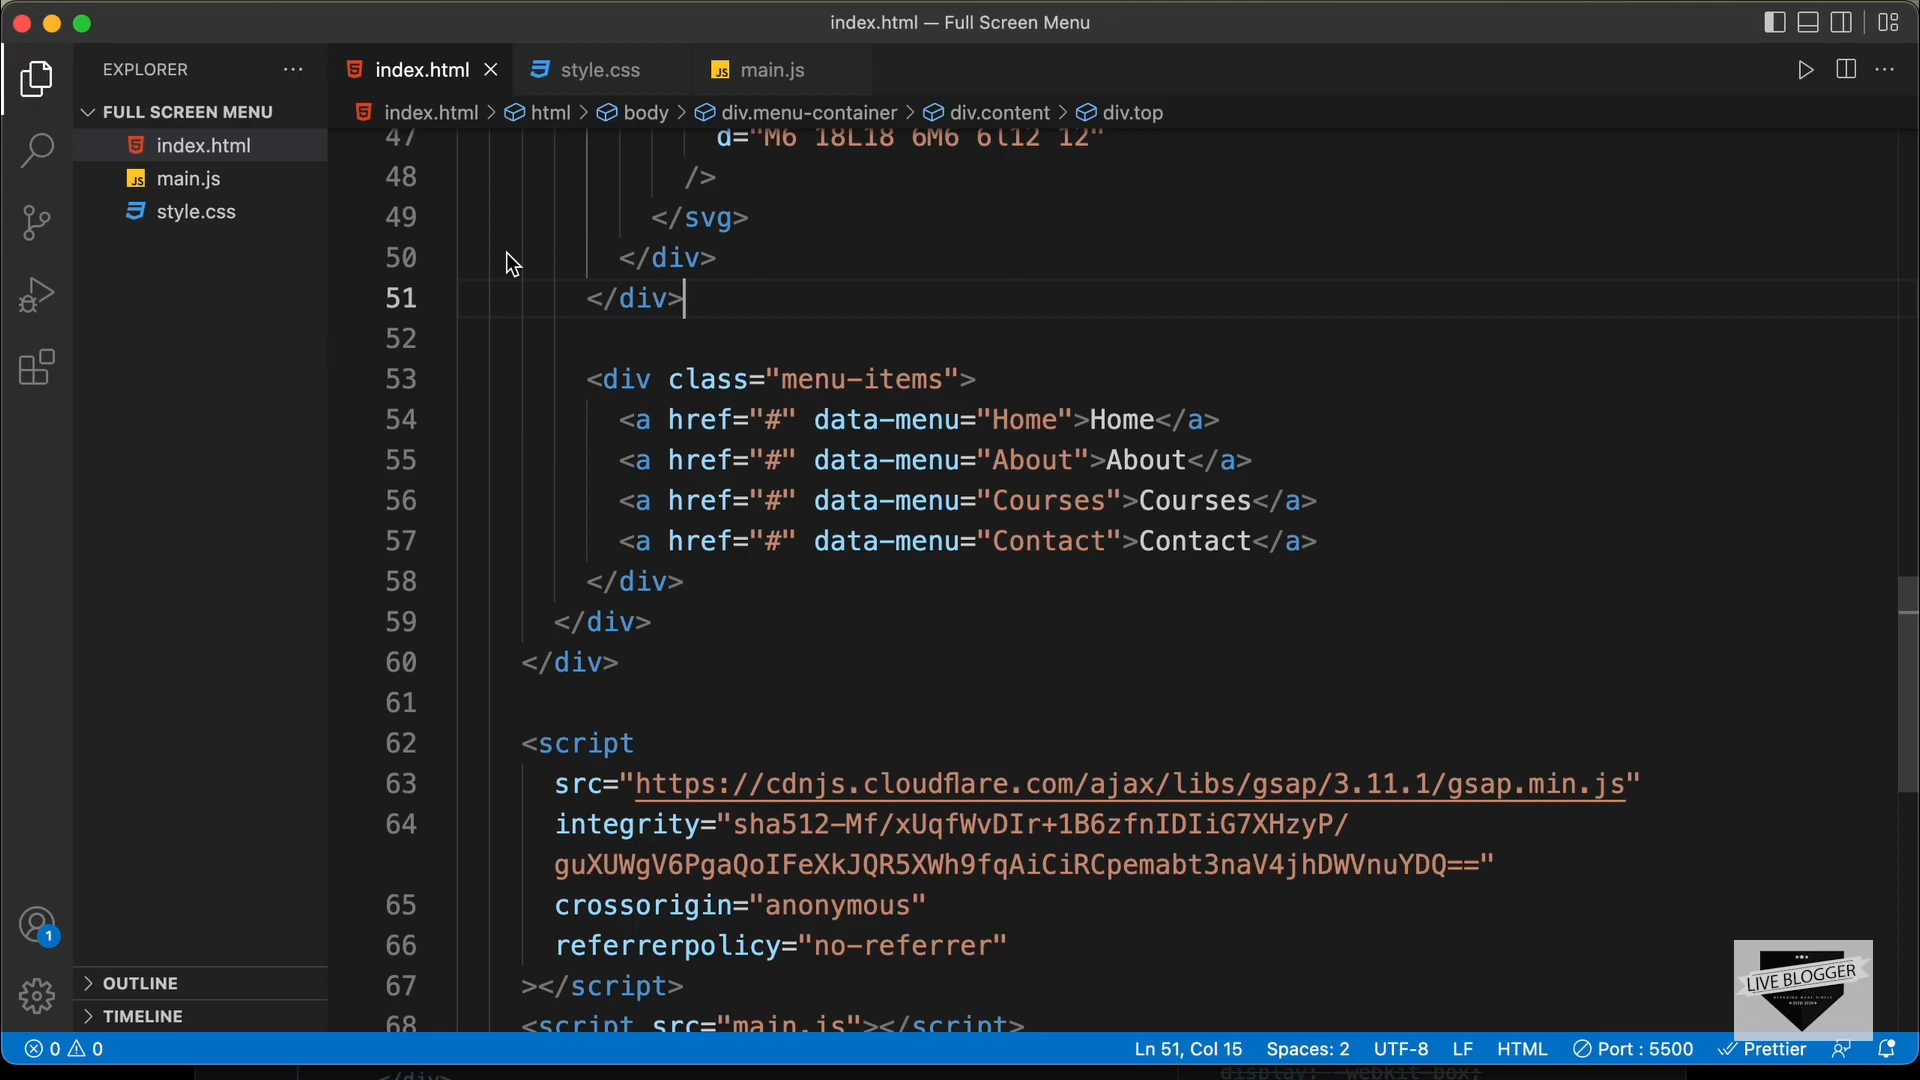 index.html — Full Screen Menu
EXPLORER
index.html
style.css
JS main.js
FULL SCREEN MENU
index.html > html > body > div.menu-container > div.content > div.top
index.html
JS main.js
style.css
47 d="M6 18L18 6M6 6l12 12"
48 />
49 </svg>
50 </div>
51 </div>
52
53 <div class="menu-items">
54 <a href="#" data-menu="Home">Home</a>
55 <a href="#" data-menu="About">About</a>
56 <a href="#" data-menu="Courses">Courses</a>
57 <a href="#" data-menu="Contact">Contact</a>
58 </div>
59 </div>
60 </div>
61
62 <script
63 src="https://cdnjs.cloudflare.com/ajax/libs/gsap/3.11.1/gsap.min.js"
64 integrity="sha512-Mf/xUqfWvDIr+1B6zfnIDIiG7XHzyP/
guXUWgV6PgaQoIFeXkJQR5XWh9fqAiCiRCpemabt3naV4jhDWVnuYDQ=="
65 crossorigin="anonymous"
66 referrerpolicy="no-referrer"
67 ></script>
68 <script src="main.js"></script>
1
OUTLINE
TIMELINE
LIVE BLOGGER
0 0
Ln 51, Col 15 Spaces: 2 UTF-8 LF HTML Port : 5500 Prettier
</div>
display: -webkit-box;